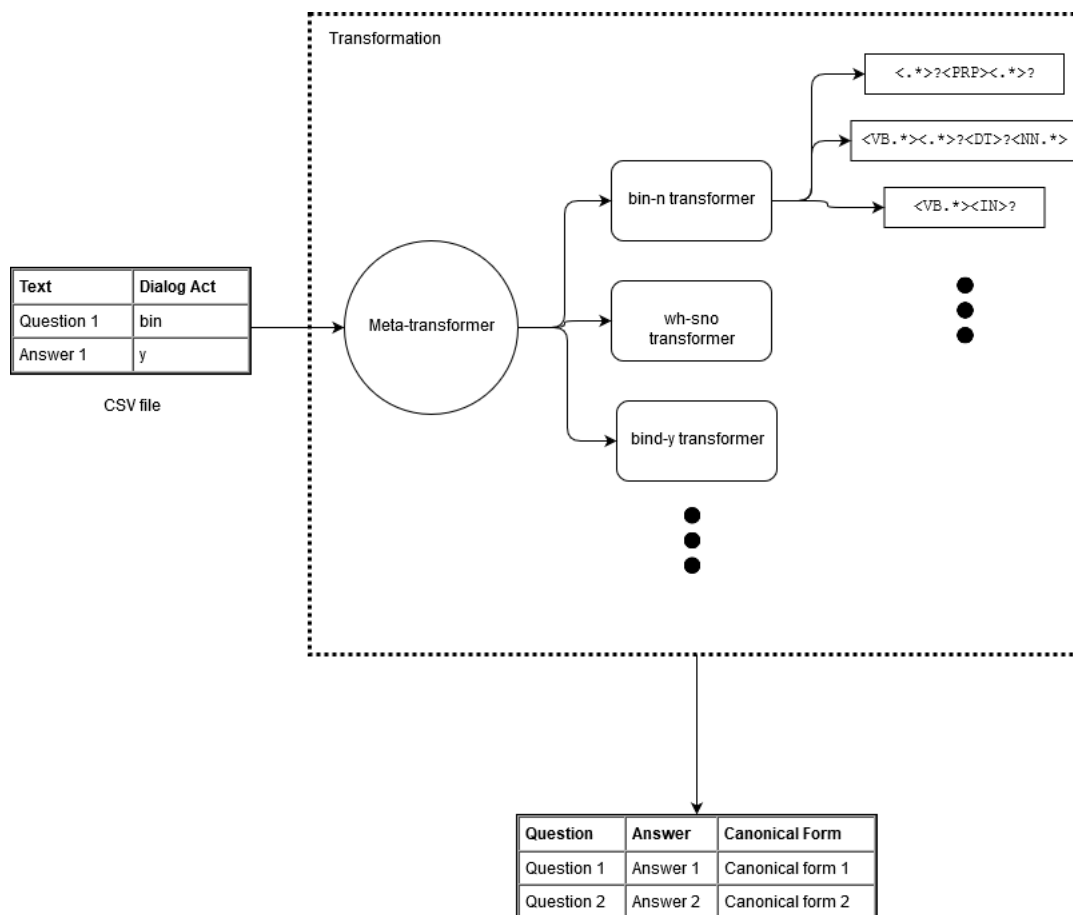 Transformation
<.*>?<PRP><.*>?
<VB.*><.*>?<DT>?<NN.*>
bin-n transformer
<VB.*><IN>?
Text Dialog Act
Question 1 bin
Answer 1 y
CSV file
Meta-transformer
wh-sno
transformer
bind-y transformer
Question Answer Canonical Form
Question 1 Answer 1 Canonical form 1
Question 2 Answer 2 Canonical form 2